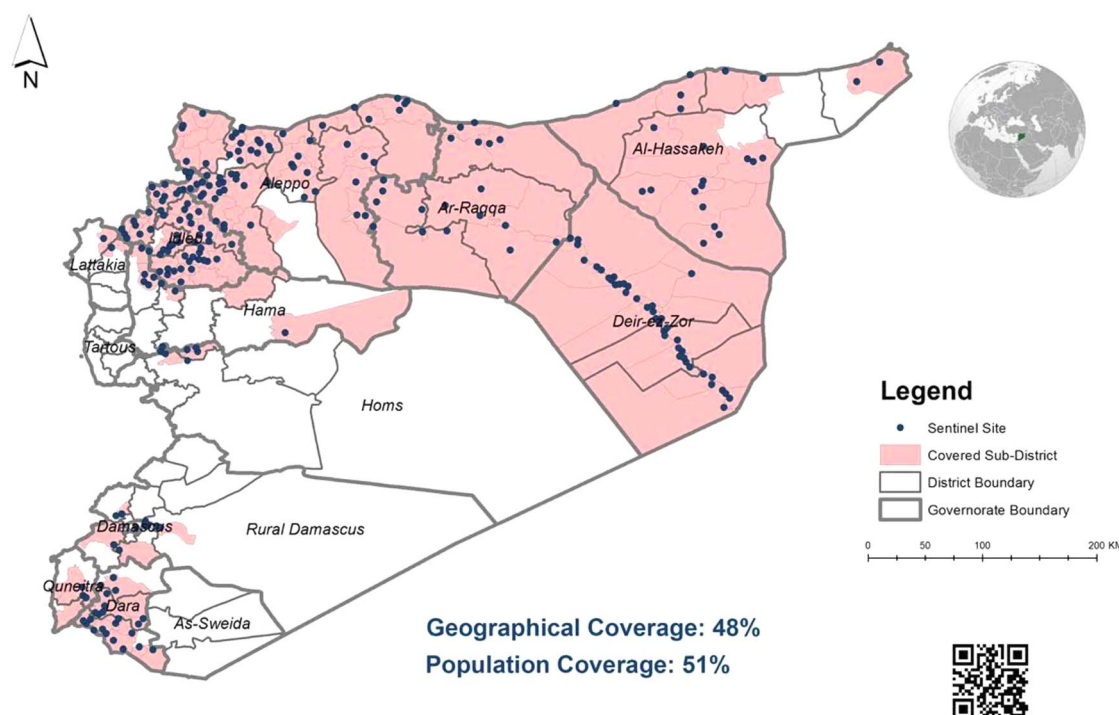 N
Al-Hassakeh
Aleppo
Ar-Raqqa
Idleb
Lattakia
Hama
Deir-ez-Zor
Tartous
Homs
Damascus
Rural Damascus
Quneitra
Dara
As-Sweida
Legend
Sentinel Site
Covered Sub-District
District Boundary
Governorate Boundary
0 50 100 200 KM
Geographical Coverage: 48%
Population Coverage: 51%